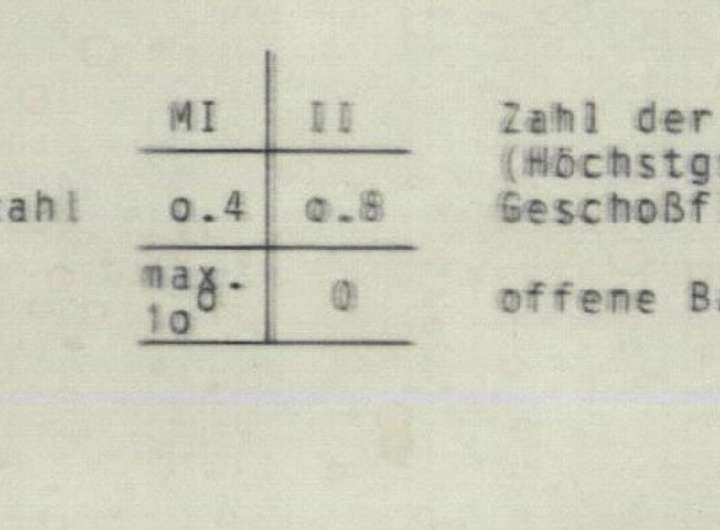 MI II Zahl der
(Höchstg
ahl o.4 o.8 Geschoßf
max.
o
offene B
1o